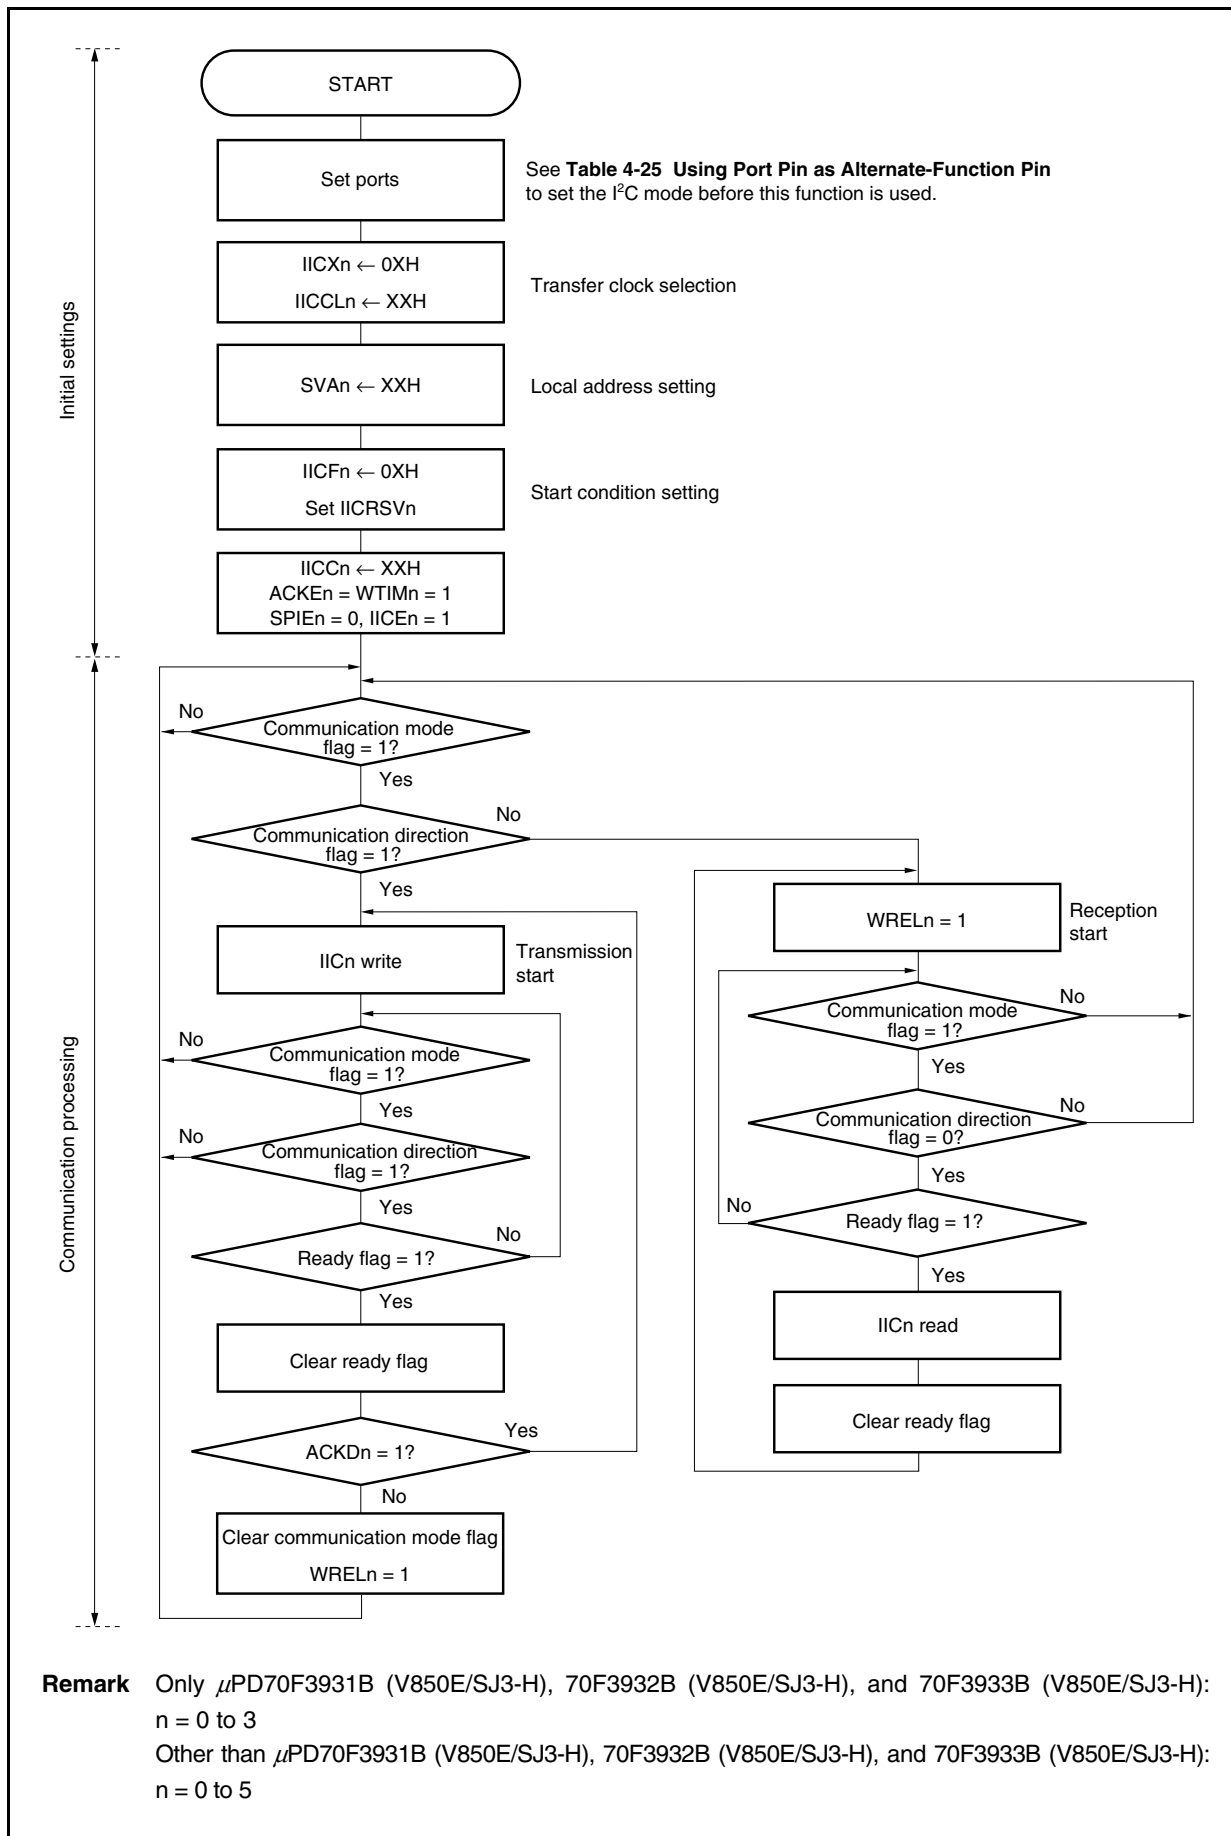 START
Set ports
See Table 4-25 Using Port Pin as Alternate-Function Pin
to set the I²C mode before this function is used.
IICXn ← 0XH
IICCLn ← XXH
Transfer clock selection
SVAn ← XXH
Local address setting
IICFn ← 0XH
Set IICRSVn
Start condition setting
IICCn ← XXH
ACKEn = WTIMn = 1
SPIEn = 0, IICEn = 1
Initial settings
No
Communication mode
flag = 1?
Yes
No
Communication direction
flag = 1?
Yes
IICn write
Transmission
start
No
Communication mode
flag = 1?
Yes
No
Communication direction
flag = 1?
Yes
No
Ready flag = 1?
Yes
Clear ready flag
Yes
ACKDn = 1?
No
Clear communication mode flag
WRELn = 1
WRELn = 1
Reception
start
No
Communication mode
flag = 1?
Yes
No
Communication direction
flag = 0?
Yes
No
Ready flag = 1?
Yes
IICn read
Clear ready flag
Communication processing
Remark Only μPD70F3931B (V850E/SJ3-H), 70F3932B (V850E/SJ3-H), and 70F3933B (V850E/SJ3-H):
n = 0 to 3
Other than μPD70F3931B (V850E/SJ3-H), 70F3932B (V850E/SJ3-H), and 70F3933B (V850E/SJ3-H):
n = 0 to 5